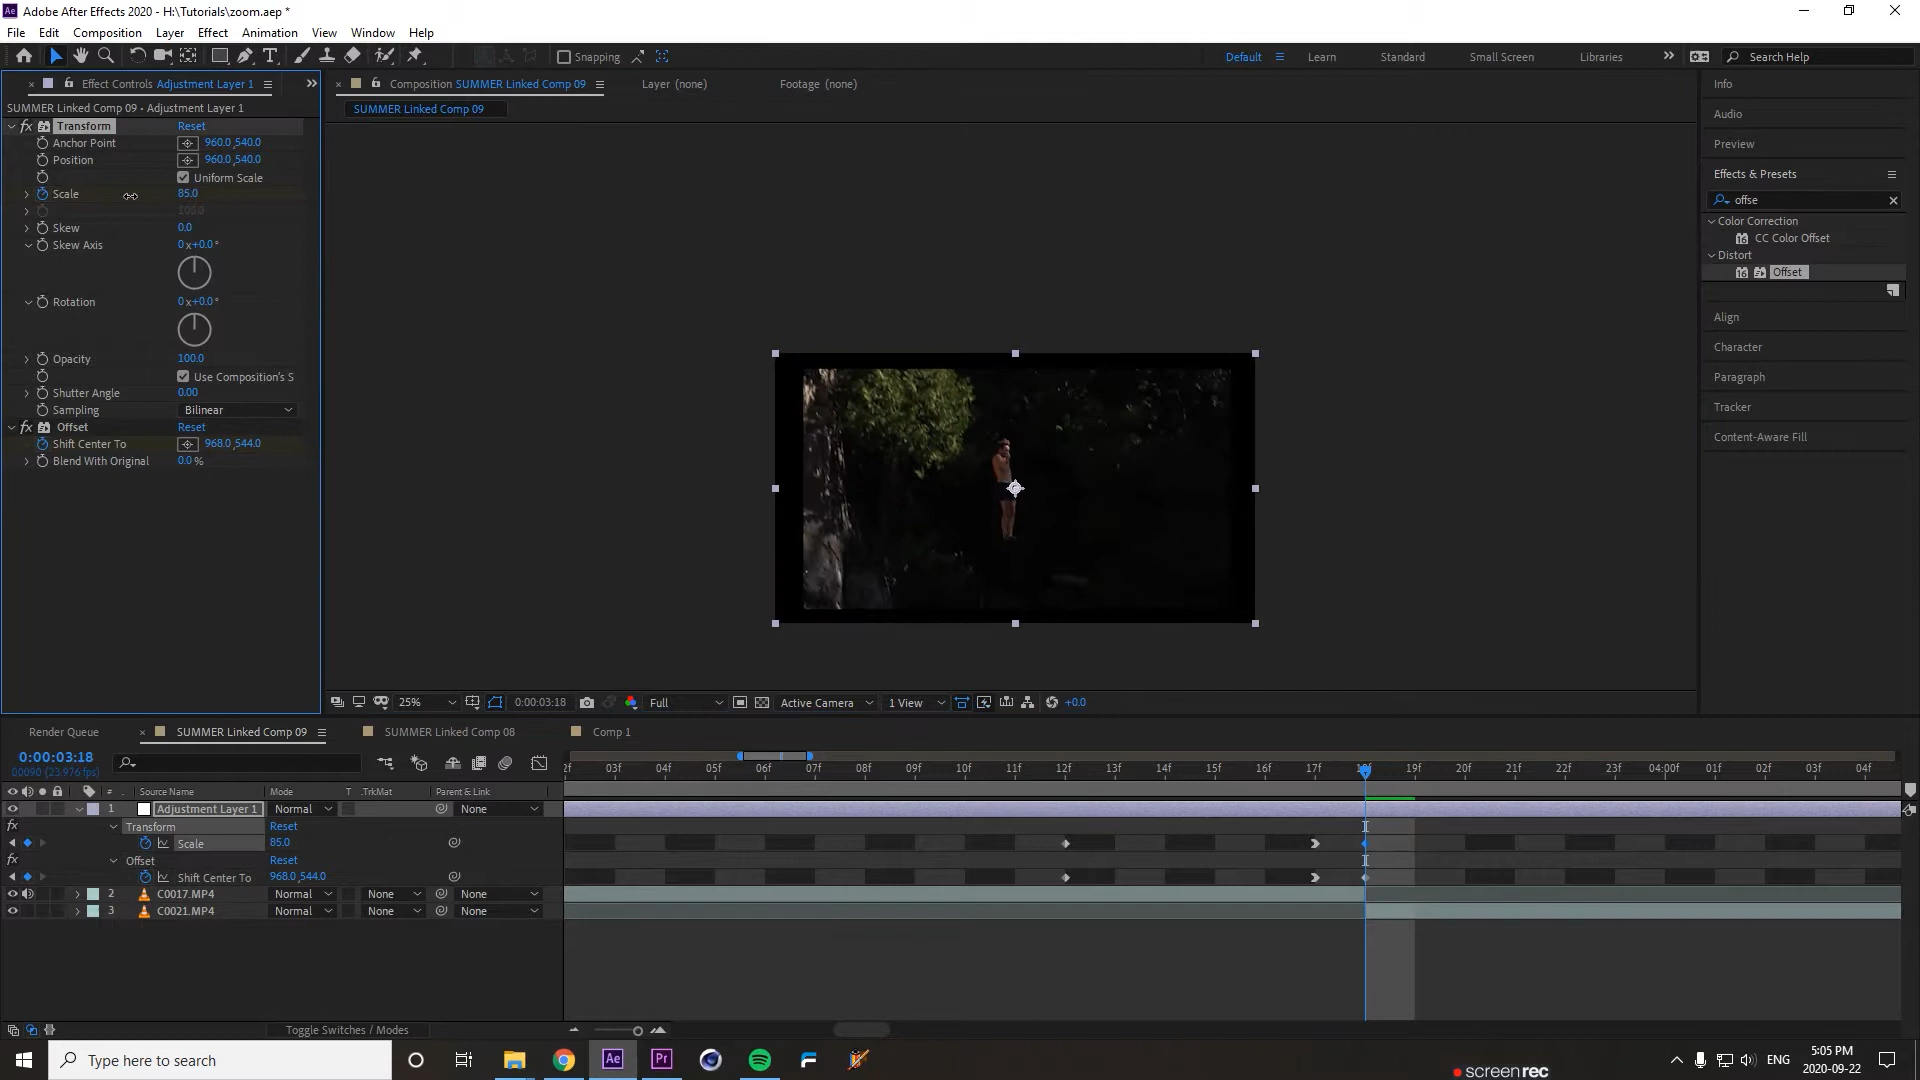 Adobe After Effects 2020 - H:\Tutorials\zoom.aep *
File Edit Composition Layer Effect Animation View Window Help
Snapping Default Learn Standard Small Screen Libraries Search Help
Effect Controls Adjustment Layer 1
Composition SUMMER Linked Comp 09 Layer (none) Footage (none)
SUMMER Linked Comp 09 • Adjustment Layer 1
SUMMER Linked Comp 09
Transform Reset
Anchor Point 960.0,540.0
Position 960.0,540.0
Uniform Scale
Scale 85.0
100.0
Skew 0.0
Skew Axis 0x+0.0°
Rotation 0x+0.0°
Opacity 100.0
Use Composition's S
Shutter Angle 0.00
Sampling Bilinear
Offset Reset
Shift Center To 968.0,544.0
Blend With Original 0.0 %
Info
Audio
Preview
Effects & Presets
offse
Color Correction
CC Color Offset
Distort
Offset
Align
Character
Paragraph
Tracker
Content-Aware Fill
25% 0:00:03:18 Full Active Camera 1 View +0.0
Render Queue SUMMER Linked Comp 09 SUMMER Linked Comp 08 Comp 1
0:00:03:18
00090 (23.976 fps)
03f 04f 05f 06f 07f 08f 09f 10f 11f 12f 13f 14f 15f 16f 17f 19f 20f 21f 22f 23f 04:00f 01f 02f 03f 04f
# Source Name Mode T .TrkMat Parent & Link
1 Adjustment Layer 1 Normal None
Transform Reset
Scale 85.0
Offset Reset
Shift Center To 968.0,544.0
2 C0017.MP4 Normal None None
3 C0021.MP4 Normal None None
Toggle Switches / Modes
Type here to search
Ae Pr
ENG
5:05 PM
2020-09-22
screenrec